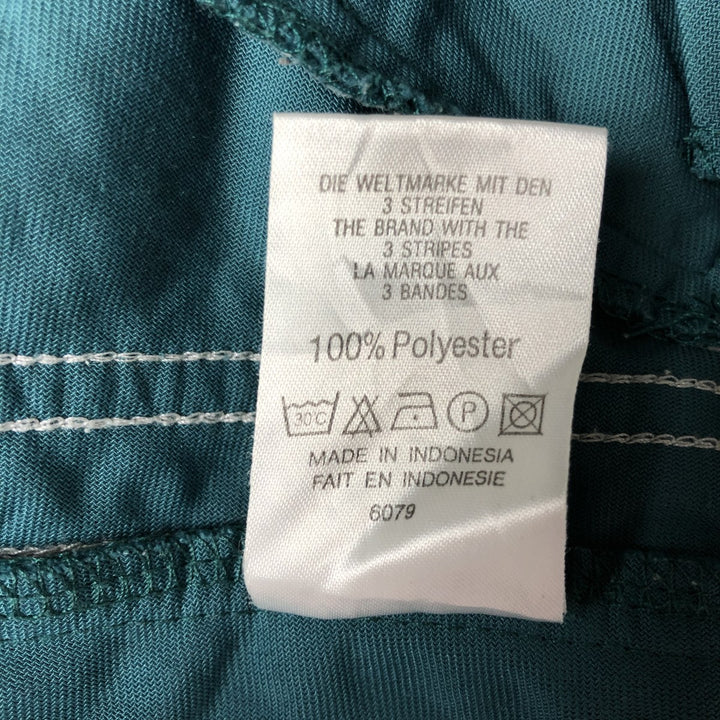 DIE WELTMARKE MIT DEN
3 STREIFEN
THE BRAND WITH THE
3 STRIPES
LA MARQUE AUX
3 BANDES
100% Polyester
30°C P
MADE IN INDONESIA
FAIT EN INDONESIE
6079